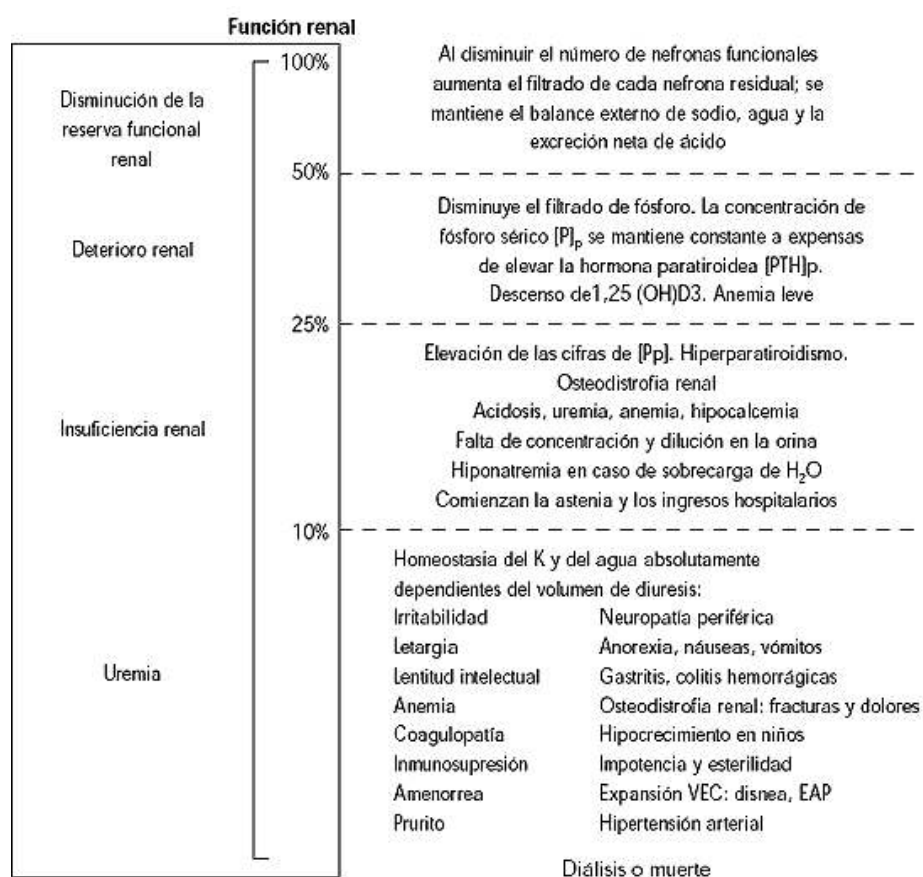 Función renal
100%
Al disminuir el número de nefronas funcionales
aumenta el filtrado de cada nefrona residual; se
mantiene el balance externo de sodio, agua y la
excreción neta de ácido
Disminución de la
reserva funcional
renal
50%
Disminuye el filtrado de fósforo. La concentración de
fósforo sérico [P]p se mantiene constante a expensas
de elevar la hormona paratiroidea [PTH]p.
Descenso de1,25 (OH)D3. Anemia leve
Deterioro renal
25%
Elevación de las cifras de [Pp]. Hiperparatiroidismo.
Osteodistrofia renal
Acidosis, uremia, anemia, hipocalcemia
Falta de concentración y dilución en la orina
Hiponatremia en caso de sobrecarga de H₂O
Comienzan la astenia y los ingresos hospitalarios
Insuficiencia renal
10%
Homeostasia del K y del agua absolutamente
dependientes del volumen de diuresis:
Irritabilidad Neuropatía periférica
Letargia Anorexia, náuseas, vómitos
Lentitud intelectual Gastritis, colitis hemorrágicas
Anemia Osteodistrofia renal: fracturas y dolores
Coagulopatía Hipocrecimiento en niños
Inmunosupresión Impotencia y esterilidad
Amenorrea Expansión VEC: disnea, EAP
Prurito Hipertensión arterial
Uremia
Diálisis o muerte